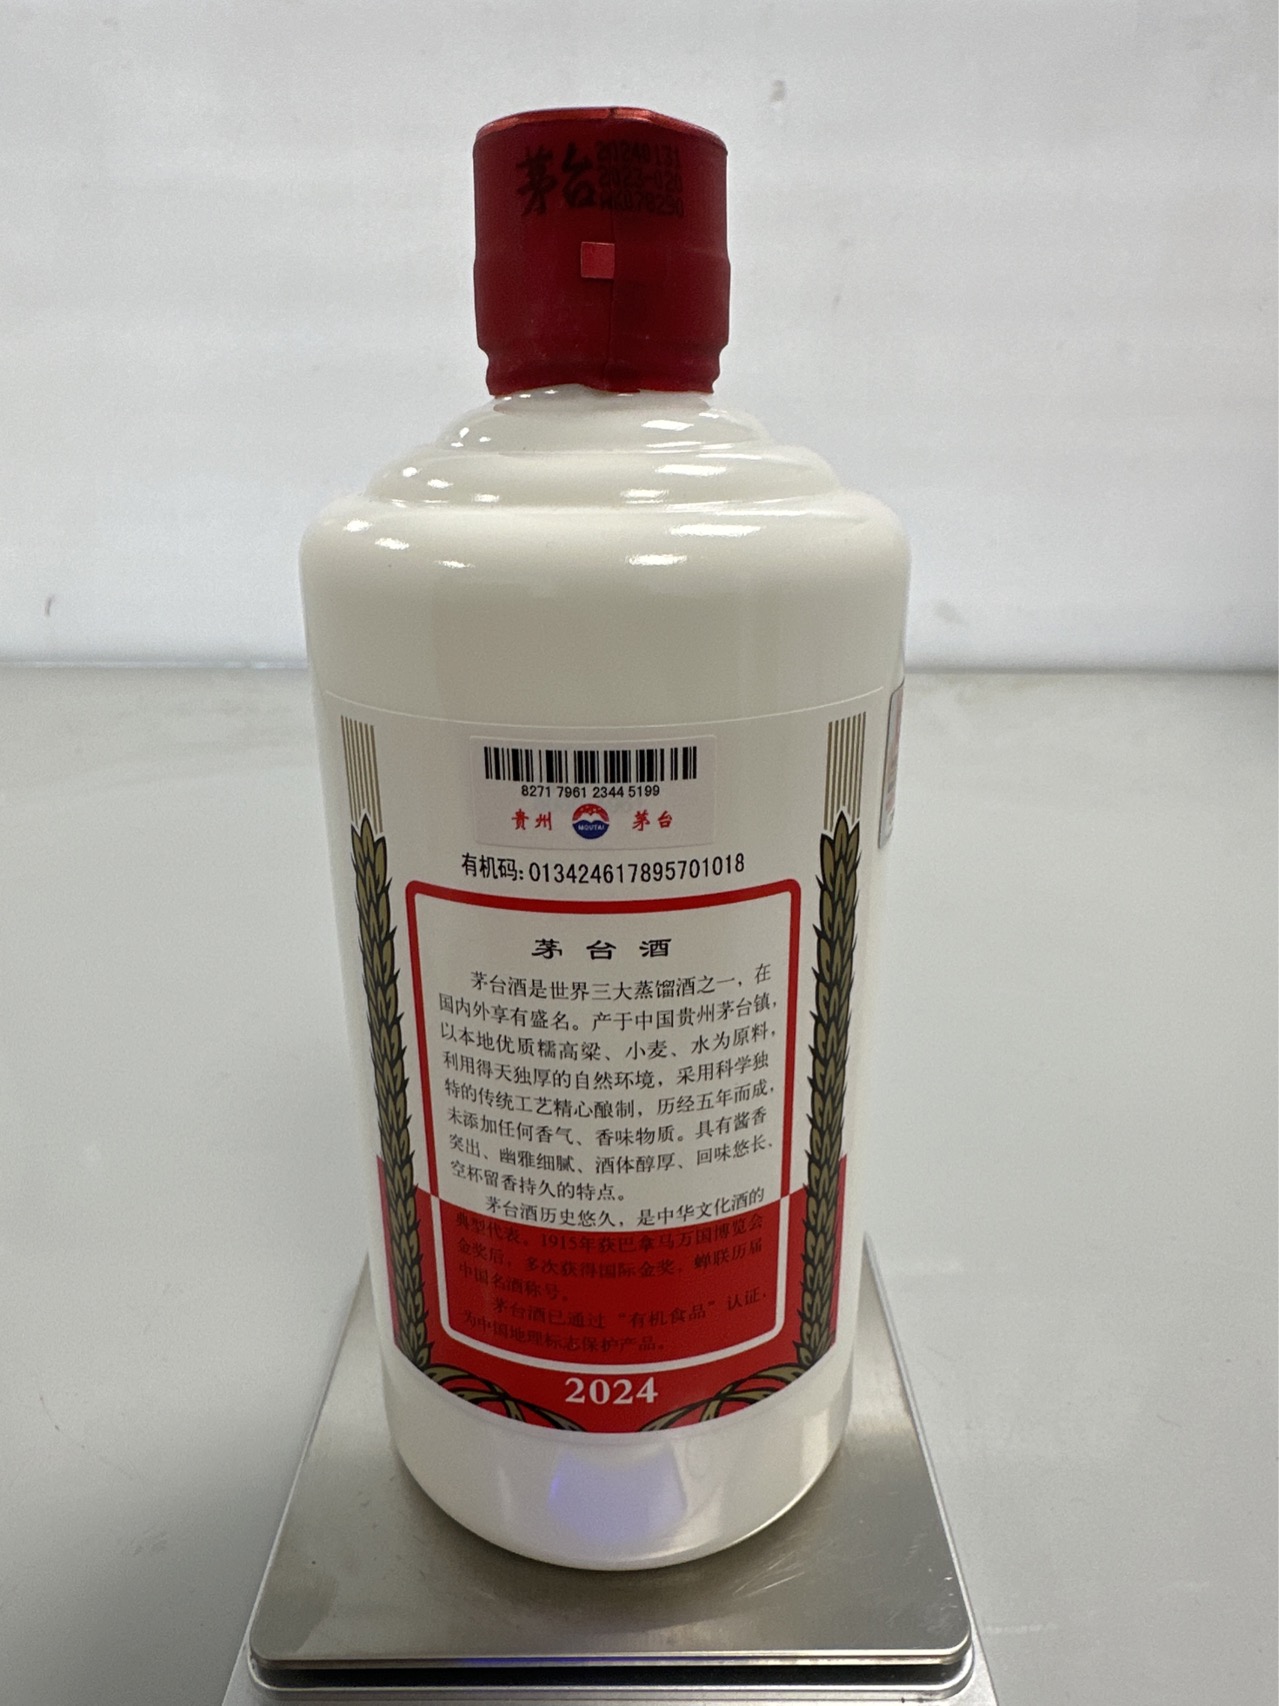 茅台
20240131
2023-026
8271 7961 2344 5199
貴州 MOUTAI 茅台
有机码:013424617895701018
茅台酒
茅台酒是世界三大蒸馏酒之一，在
国内外享有盛名。产于中国贵州茅台镇，
以本地优质糯高粱、小麦、水为原料，
利用得天独厚的自然环境，采用科学独
特的传统工艺精心酿制，历经五年而成，
未添加任何香气、香味物质。具有酱香
突出、幽雅细腻、酒体醇厚、回味悠长、
空杯留香持久的特点。
茅台酒历史悠久，是中华文化酒的
典型代表。1915年获巴拿马万国博览会
金奖后，多次获得国际金奖，蝉联历届
中国名酒称号。
茅台酒已通过“有机食品”认证，
为中国地理标志保护产品。
2024